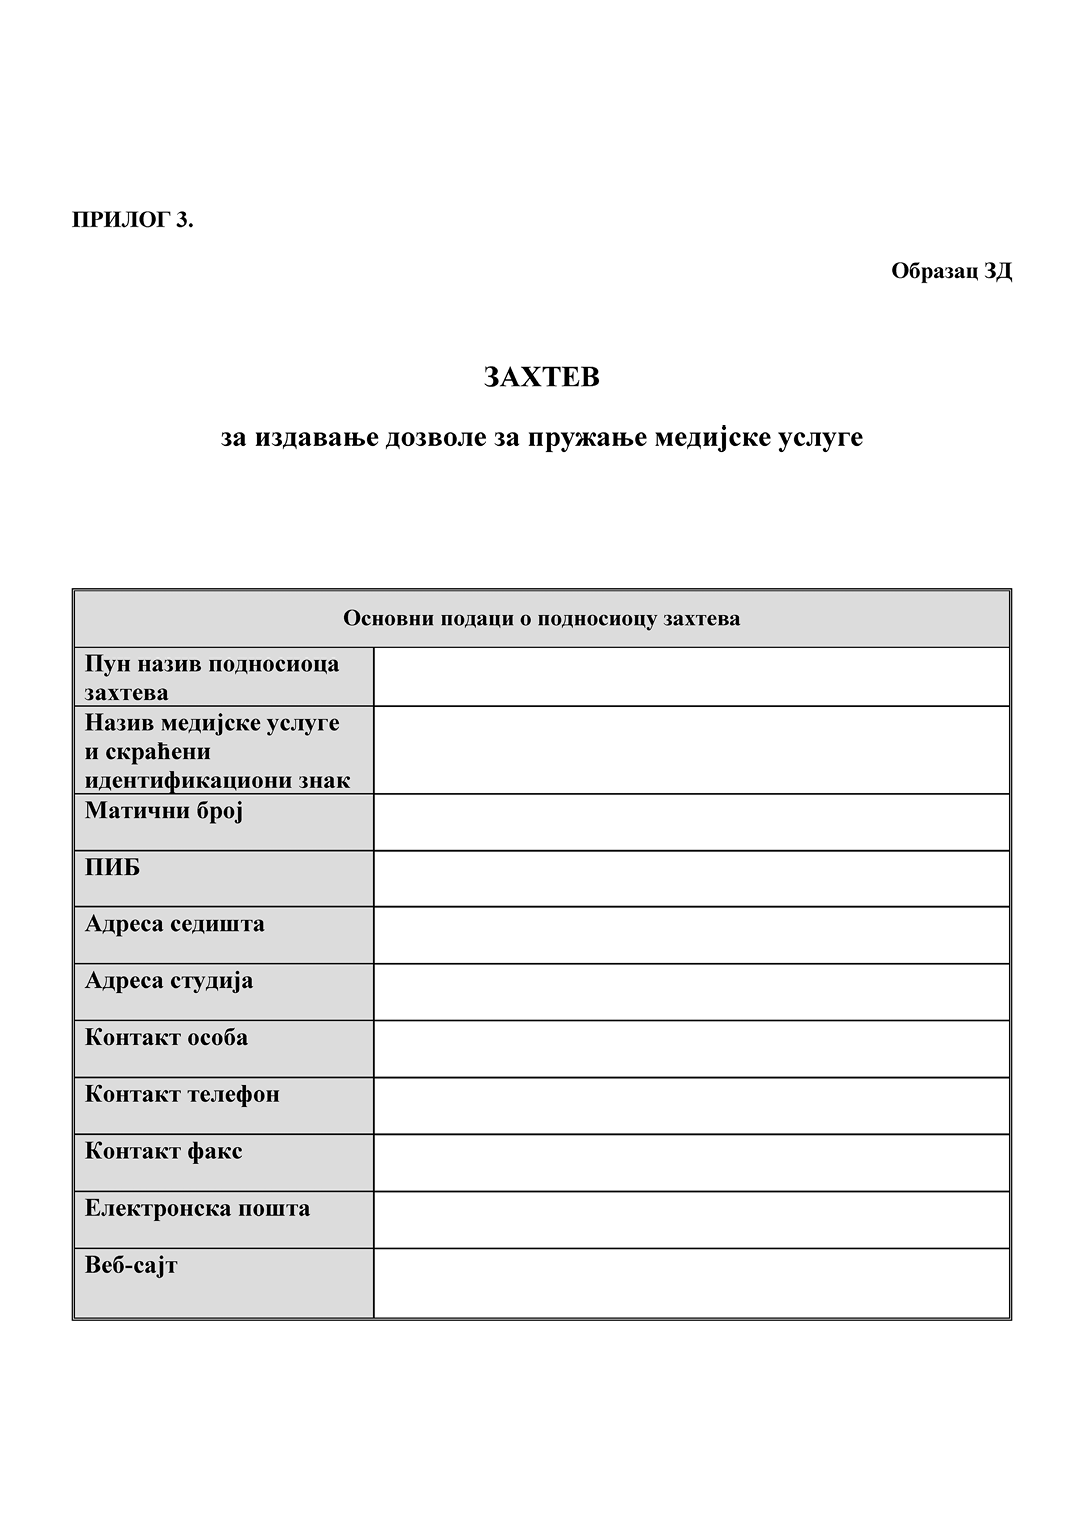 ПРИЛОГ 3.
Образац ЗД
ЗАХТЕВ
за издавање дозволе за пружање медијске услуге
Основни подаци о подносиоцу захтева
Пун назив подносиоца
захтева
Назив медијске услуге
и скраћени
идентификациони знак
Матични број
ПИБ
Адреса седишта
Адреса студија
Контакт особа
Контакт телефон
Контакт факс
Електронска пошта
Веб-сајт